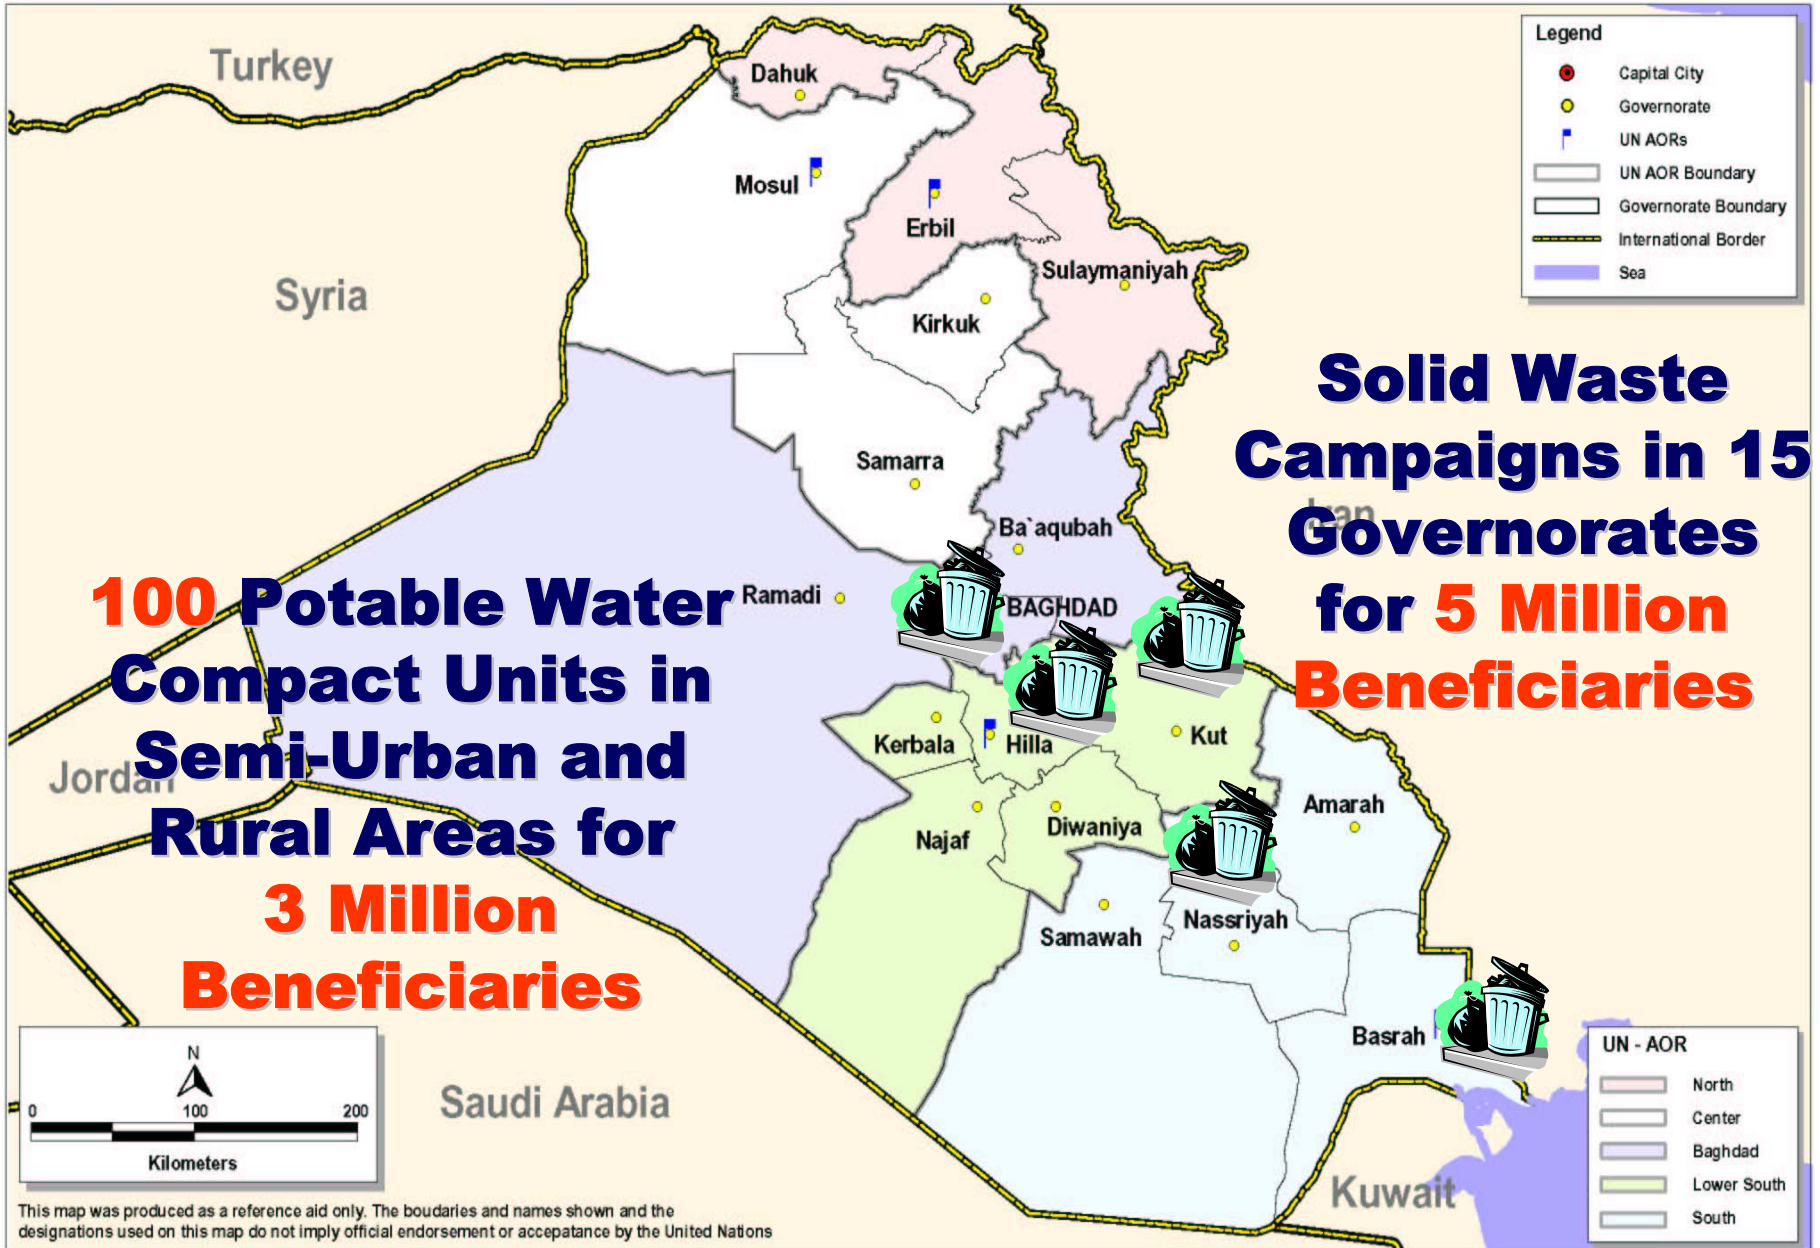 Turkey
Syria
Jordan
Saudi Arabia
Iran
Kuwait
Dahuk
Mosul
Erbil
Sulaymaniyah
Kirkuk
Samarra
Ba`aqubah
Ramadi
BAGHDAD
Kerbala
Hilla
Kut
Najaf
Diwaniya
Amarah
Samawah
Nassriyah
Basrah
Legend
Capital City
Governorate
UN AORs
UN AOR Boundary
Governorate Boundary
International Border
Sea
100 Potable Water
Compact Units in
Semi-Urban and
Rural Areas for
3 Million
Beneficiaries
Solid Waste
Campaigns in 15
Governorates
for 5 Million
Beneficiaries
N
0 100 200
Kilometers
UN - AOR
North
Center
Baghdad
Lower South
South
This map was produced as a reference aid only. The boudaries and names shown and the
designations used on this map do not imply official endorsement or accepatance by the United Nations